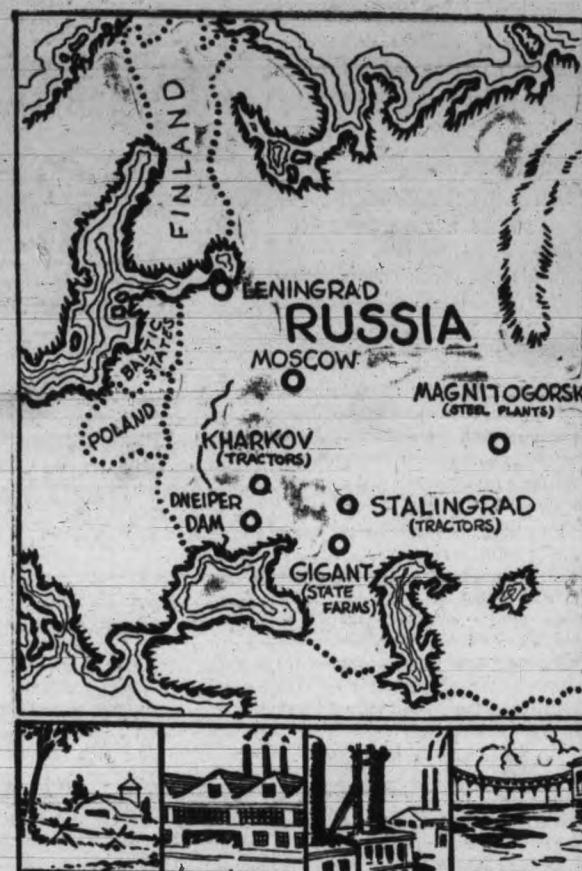 FINLAND
LENINGRAD
RUSSIA
BALTIC
STATES
MOSCOW
MAGNITOGORSK
(STEEL PLANTS)
POLAND
KHARKOV
(TRACTORS)
DNEIPER
DAM
STALINGRAD
(TRACTORS)
GIGANT
(STATE
FARMS)